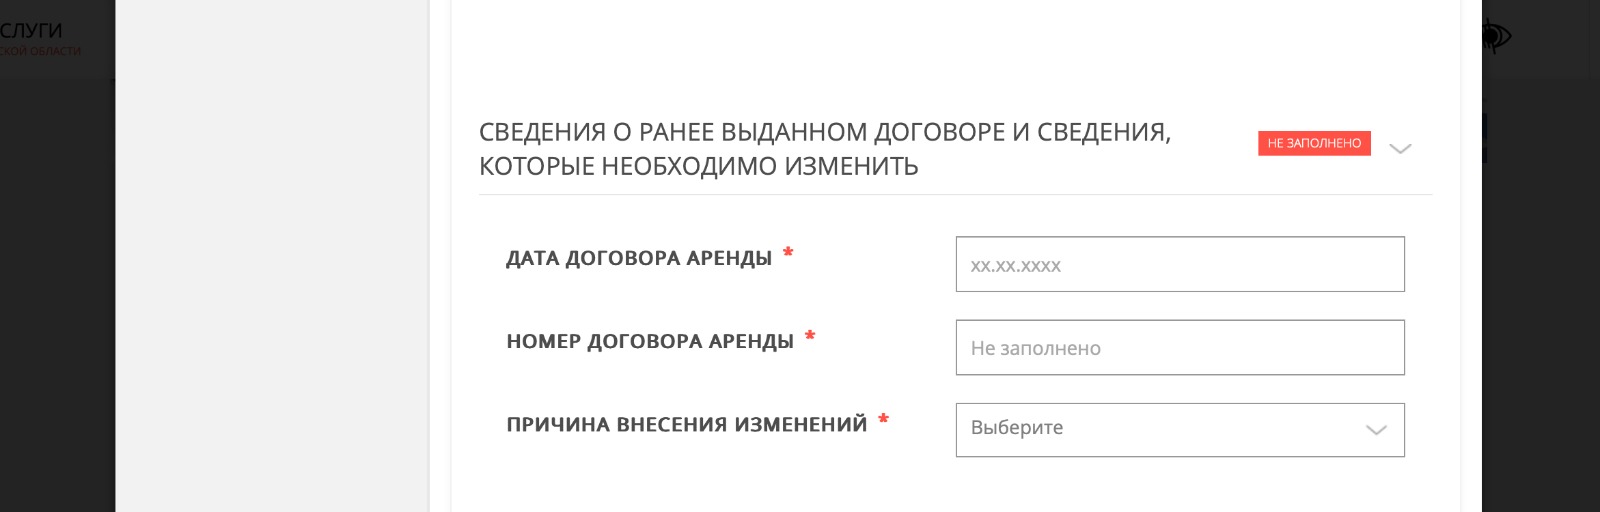 СЛУГИ
СКОЙ ОБЛАСТИ
СВЕДЕНИЯ О РАНЕЕ ВЫДАННОМ ДОГОВОРЕ И СВЕДЕНИЯ,
КОТОРЫЕ НЕОБХОДИМО ИЗМЕНИТЬ
НЕ ЗАПОЛНЕНО
ДАТА ДОГОВОРА АРЕНДЫ *
xx.xx.xxxx
НОМЕР ДОГОВОРА АРЕНДЫ *
Не заполнено
ПРИЧИНА ВНЕСЕНИЯ ИЗМЕНЕНИЙ *
Выберите